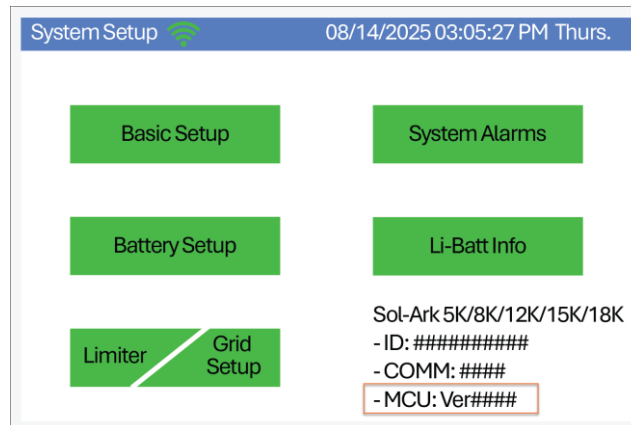 System Setup 08/14/2025 03:05:27 PM Thurs.
Basic Setup
System Alarms
Battery Setup
Li-Batt Info
Limiter
Grid
Setup
Sol-Ark 5K/8K/12K/15K/18K
- ID: ##########
- COMM: ####
- MCU: Ver####